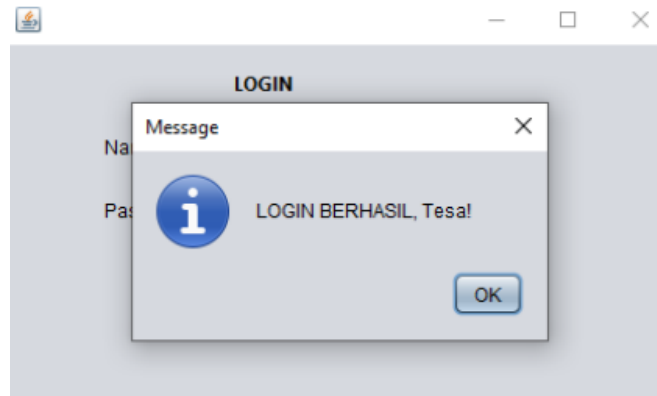 LOGIN
Message
Na
Pas
LOGIN BERHASIL, Tesa!
OK